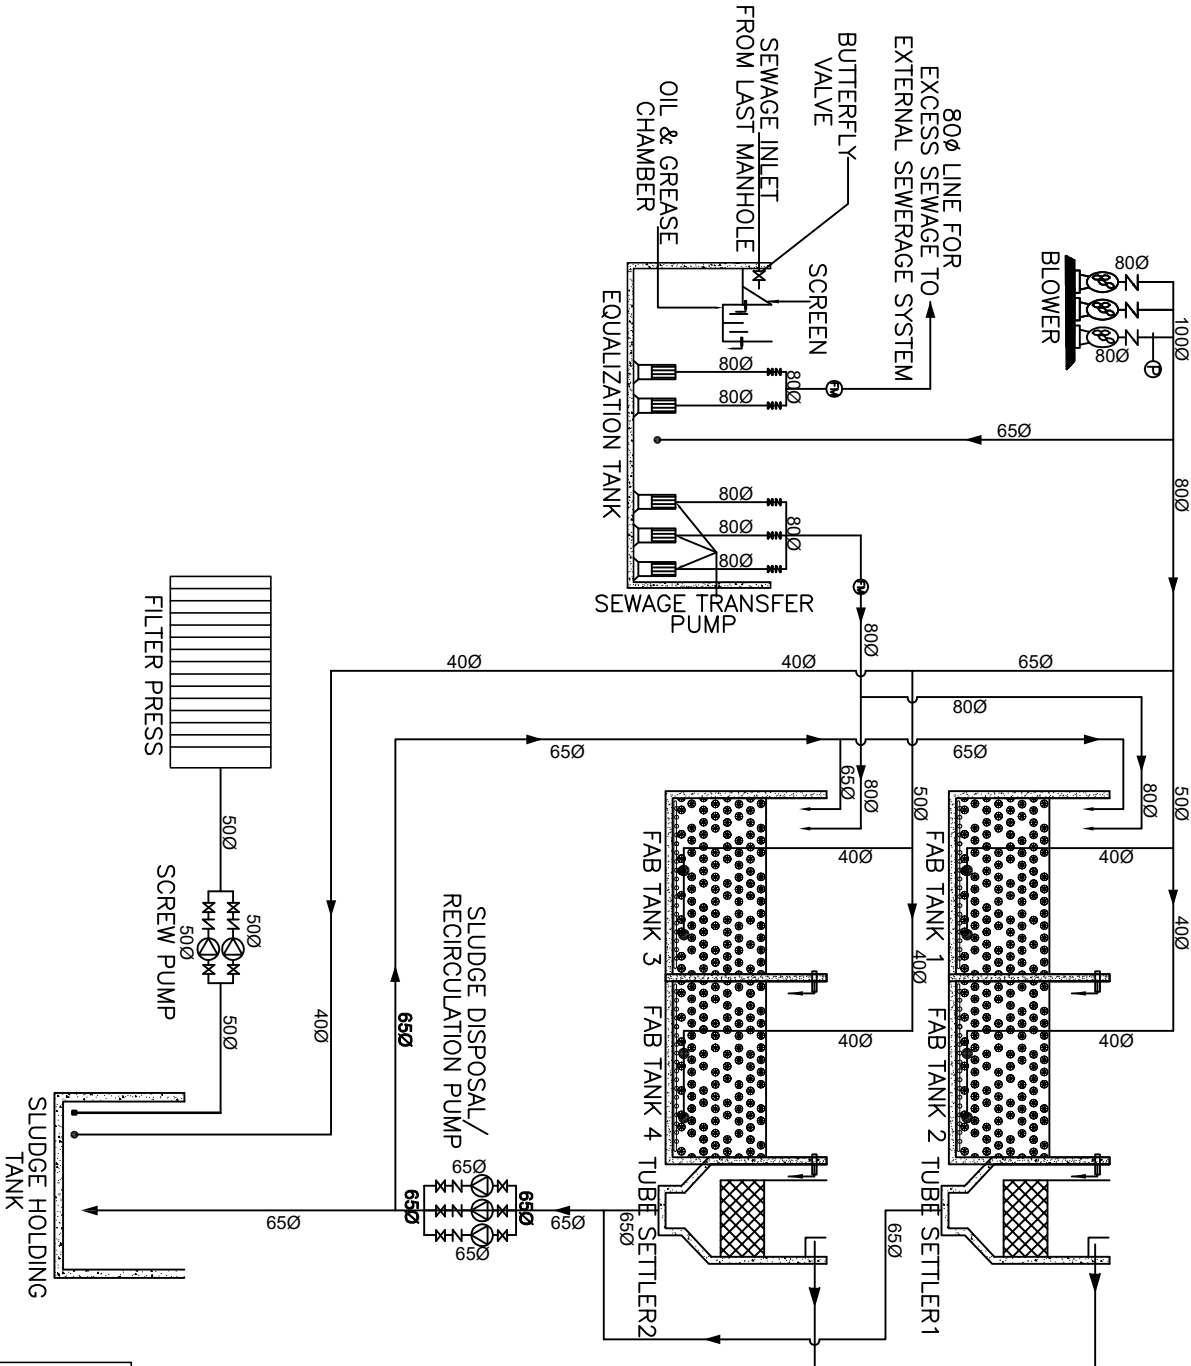 80Ø LINE FOR
EXCESS SEWAGE TO
EXTERNAL SEWERAGE SYSTEM
BUTTERFLY
VALVE
SEWAGE INLET
FROM LAST MANHOLE
OIL & GREASE
CHAMBER
SCREEN
EQUALIZATION TANK
BLOWER
80Ø
80Ø
P
100Ø
80Ø
80Ø
80Ø
80Ø
FM
65Ø
80Ø
80Ø
80Ø
80Ø
FM
80Ø
SEWAGE TRANSFER
PUMP
65Ø
40Ø
40Ø
80Ø
80Ø
65Ø
65Ø
65Ø
80Ø
50Ø
50Ø
40Ø
40Ø
40Ø
40Ø
40Ø
40Ø
FAB TANK 1
FAB TANK 2
TUBE SETTLER1
FAB TANK 3
FAB TANK 4
TUBE SETTLER2
65Ø
65Ø
65Ø
65Ø
65Ø
65Ø
65Ø
65Ø
65Ø
SLUDGE DISPOSAL/
RECIRCULATION PUMP
FILTER PRESS
50Ø
50Ø
50Ø
SCREW PUMP
50Ø
40Ø
SLUDGE HOLDING
TANK